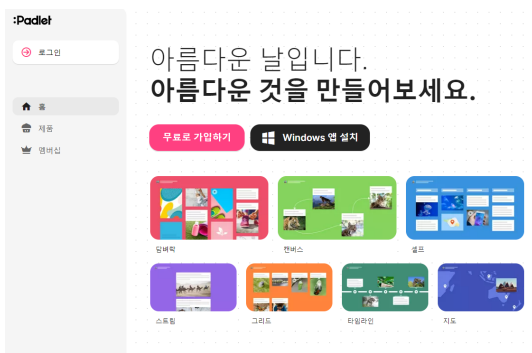 :Padlet
로그인
홈
제품
멤버십
아름다운 날입니다.
아름다운 것을 만들어보세요.
무료로 가입하기
Windows 앱 설치
담벼락
캔버스
셸프
스트림
그리드
타임라인
지도